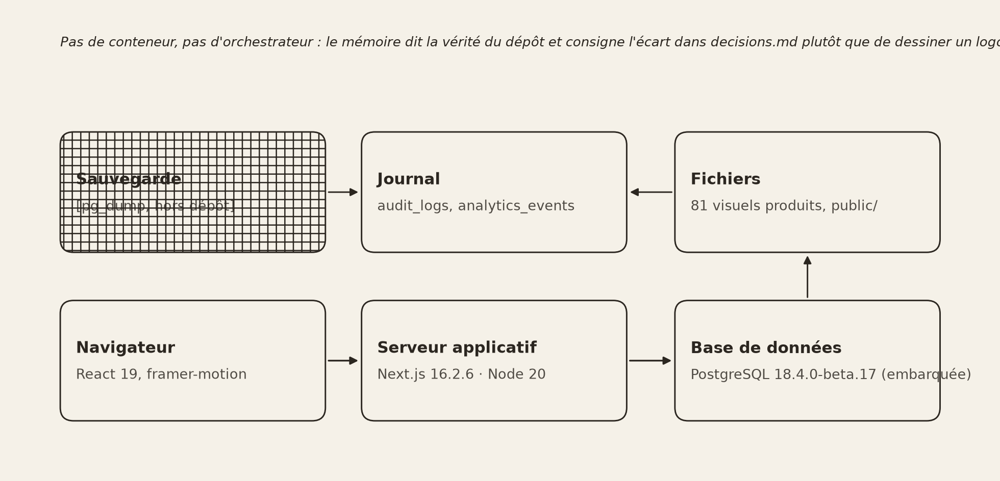 Pas de conteneur, pas d'orchestrateur : le mémoire dit la vérité du dépôt et consigne l'écart dans decisions.md plutôt que de dessiner un logo
Sauvegarde
[pg_dump, hors dépôt]
Journal
audit_logs, analytics_events
Fichiers
81 visuels produits, public/
Navigateur
React 19, framer-motion
Serveur applicatif
Next.js 16.2.6 · Node 20
Base de données
PostgreSQL 18.4.0-beta.17 (embarquée)